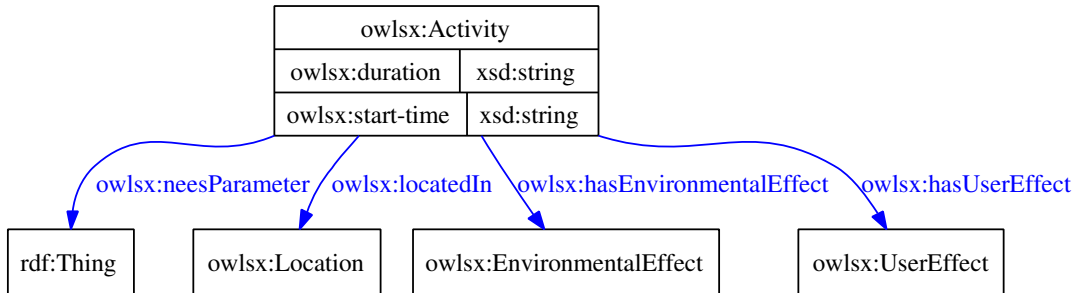 owlsx:Activity
owlsx:duration xsd:string
owlsx:start-time xsd:string
owlsx:neesParameter owlsx:locatedIn owlsx:hasEnvironmentalEffect owlsx:hasUserEffect
rdf:Thing owlsx:Location owlsx:EnvironmentalEffect owlsx:UserEffect